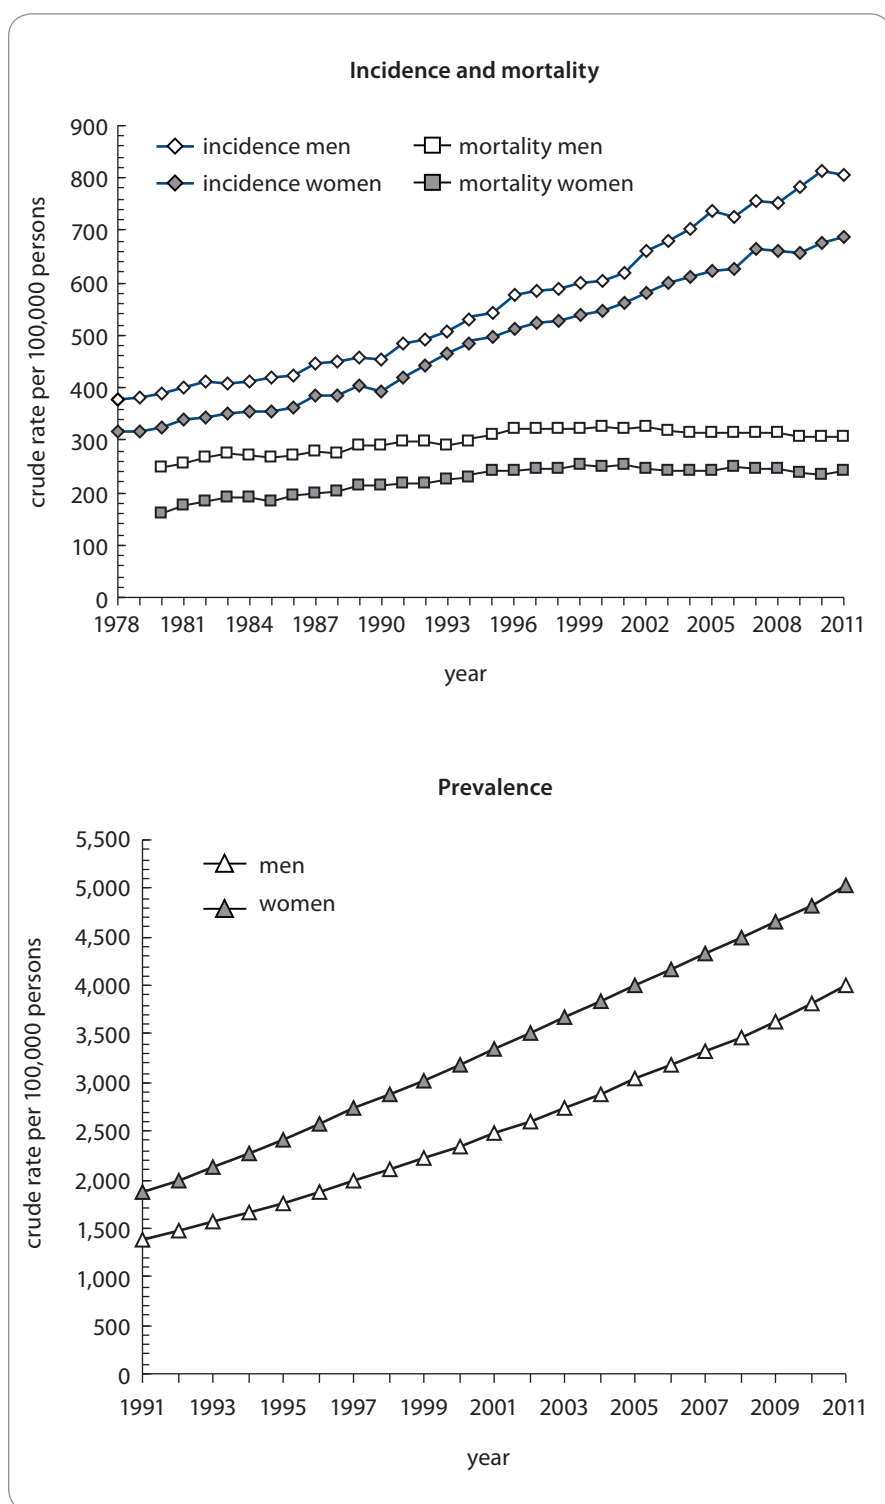 Incidence and mortality
900
800
700
600
500
400
300
200
100
0
crude rate per 100,000 persons
incidence men
mortality men
incidence women
mortality women
1978 1981 1984 1987 1990 1993 1996 1999 2002 2005 2008 2011
year
Prevalence
5,500
5,000
4,500
4,000
3,500
3,000
2,500
2,000
1,500
1,000
500
0
crude rate per 100,000 persons
men
women
1991 1993 1995 1997 1999 2001 2003 2005 2007 2009 2011
year